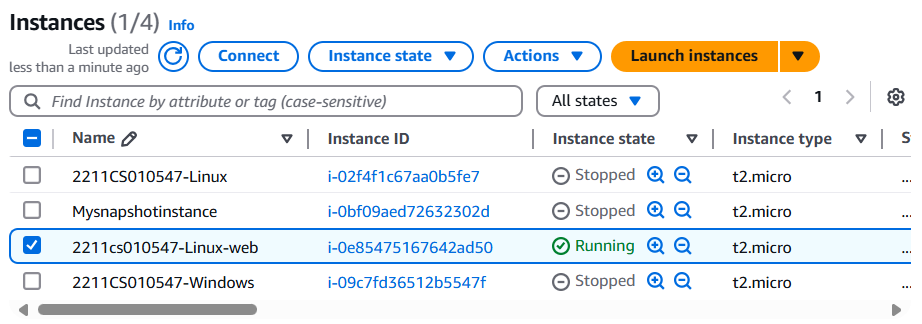 Instances (1/4) Info
Last updated
less than a minute ago
Connect
Instance state
Actions
Launch instances
Find Instance by attribute or tag (case-sensitive)
All states
1
Name Instance ID Instance state Instance type S
2211CS010547-Linux i-02f4f1c67aa0b5fe7 Stopped t2.micro ...
Mysnapshotinstance i-0bf09aed72632302d Stopped t2.micro ...
2211cs010547-Linux-web i-0e85475167642ad50 Running t2.micro ...
2211CS010547-Windows i-09c7fd36512b5547f Stopped t2.micro ...